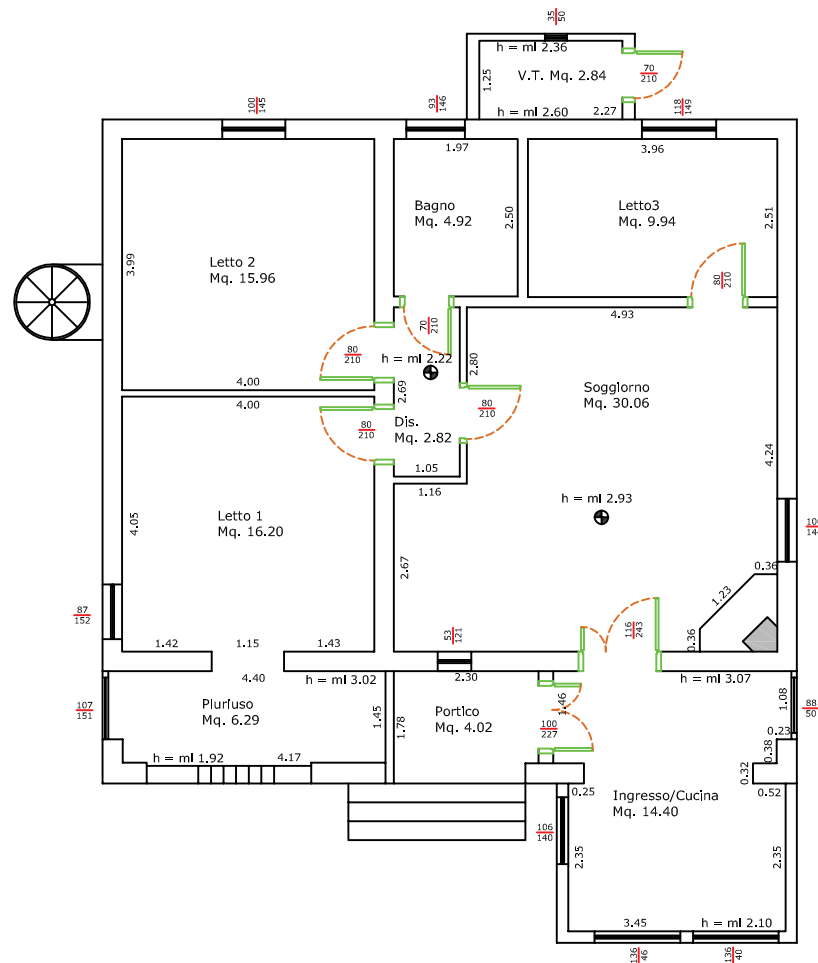 35
50
h = ml 2.36
V.T. Mq. 2.84
1.25
h = ml 2.60
2.27
70
210
100
145
93
146
118
149
1.97
3.96
Bagno
Mq. 4.92
2.50
Letto3
Mq. 9.94
2.51
3.99
Letto 2
Mq. 15.96
80
210
4.93
70
210
80
210
h = ml 2.22
2.80
4.00
2.69
4.00
Soggiorno
Mq. 30.06
80
210
80
210
Dis.
Mq. 2.82
4.24
1.05
1.16
h = ml 2.93
4.05
Letto 1
Mq. 16.20
2.67
0.36
1.23
0.36
87
152
53
121
116
243
1.42
1.15
1.43
4.40
h = ml 3.02
2.30
h = ml 3.07
107
151
Pluriuso
Mq. 6.29
1.45
1.78
Portico
Mq. 4.02
1.46
100
227
1.08
88
50
0.23
0.38
h = ml 1.92
4.17
0.32
0.25
0.52
Ingresso/Cucina
Mq. 14.40
106
140
2.35
2.35
3.45
h = ml 2.10
136
46
136
40